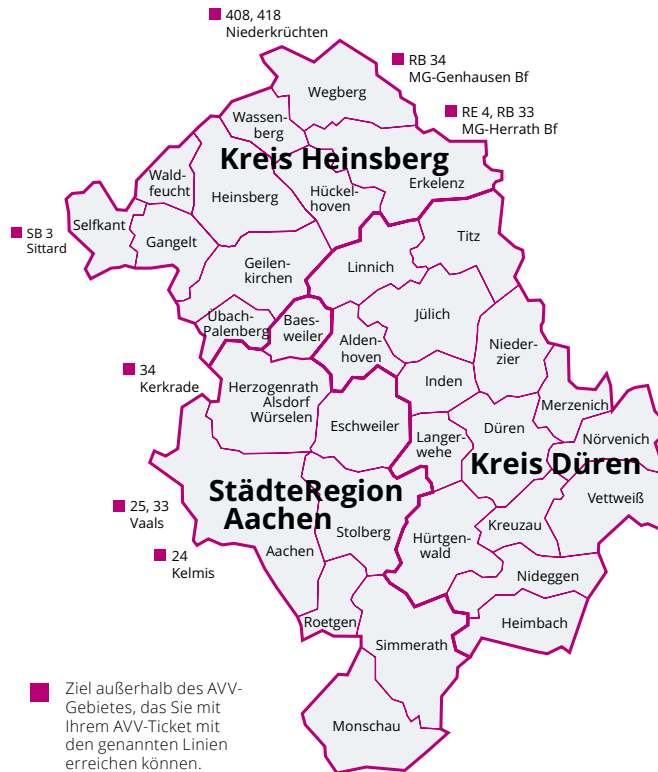 408, 418
Niederkrüchten
RB 34
MG-Genhausen Bf
Wegberg
RE 4, RB 33
MG-Herrath Bf
Wassen-
berg
Kreis Heinsberg
Wald-
feucht
Heinsberg
Hückel-
hoven
Erkelenz
SB 3
Sittard
Selfkant
Gangelt
Titz
Geilen-
kirchen
Linnich
Jülich
Übach-
Palenberg
Baes-
weiler
Alden-
hoven
Nieder-
zier
34
Kerkrade
Herzogenrath
Alsdorf
Würselen
Inden
Merzenich
Eschweiler
Langer-
wehe
Düren
Nörvenich
Kreis Düren
StädteRegion
Aachen
Vettweiß
25, 33
Vaals
Stolberg
Kreuzau
Hürtgen-
wald
24
Kelmis
Aachen
Nideggen
Roetgen
Heimbach
Simmerath
Monschau
Ziel außerhalb des AVV-
Gebietes, das Sie mit
Ihrem AVV-Ticket mit
den genannten Linien
erreichen können.